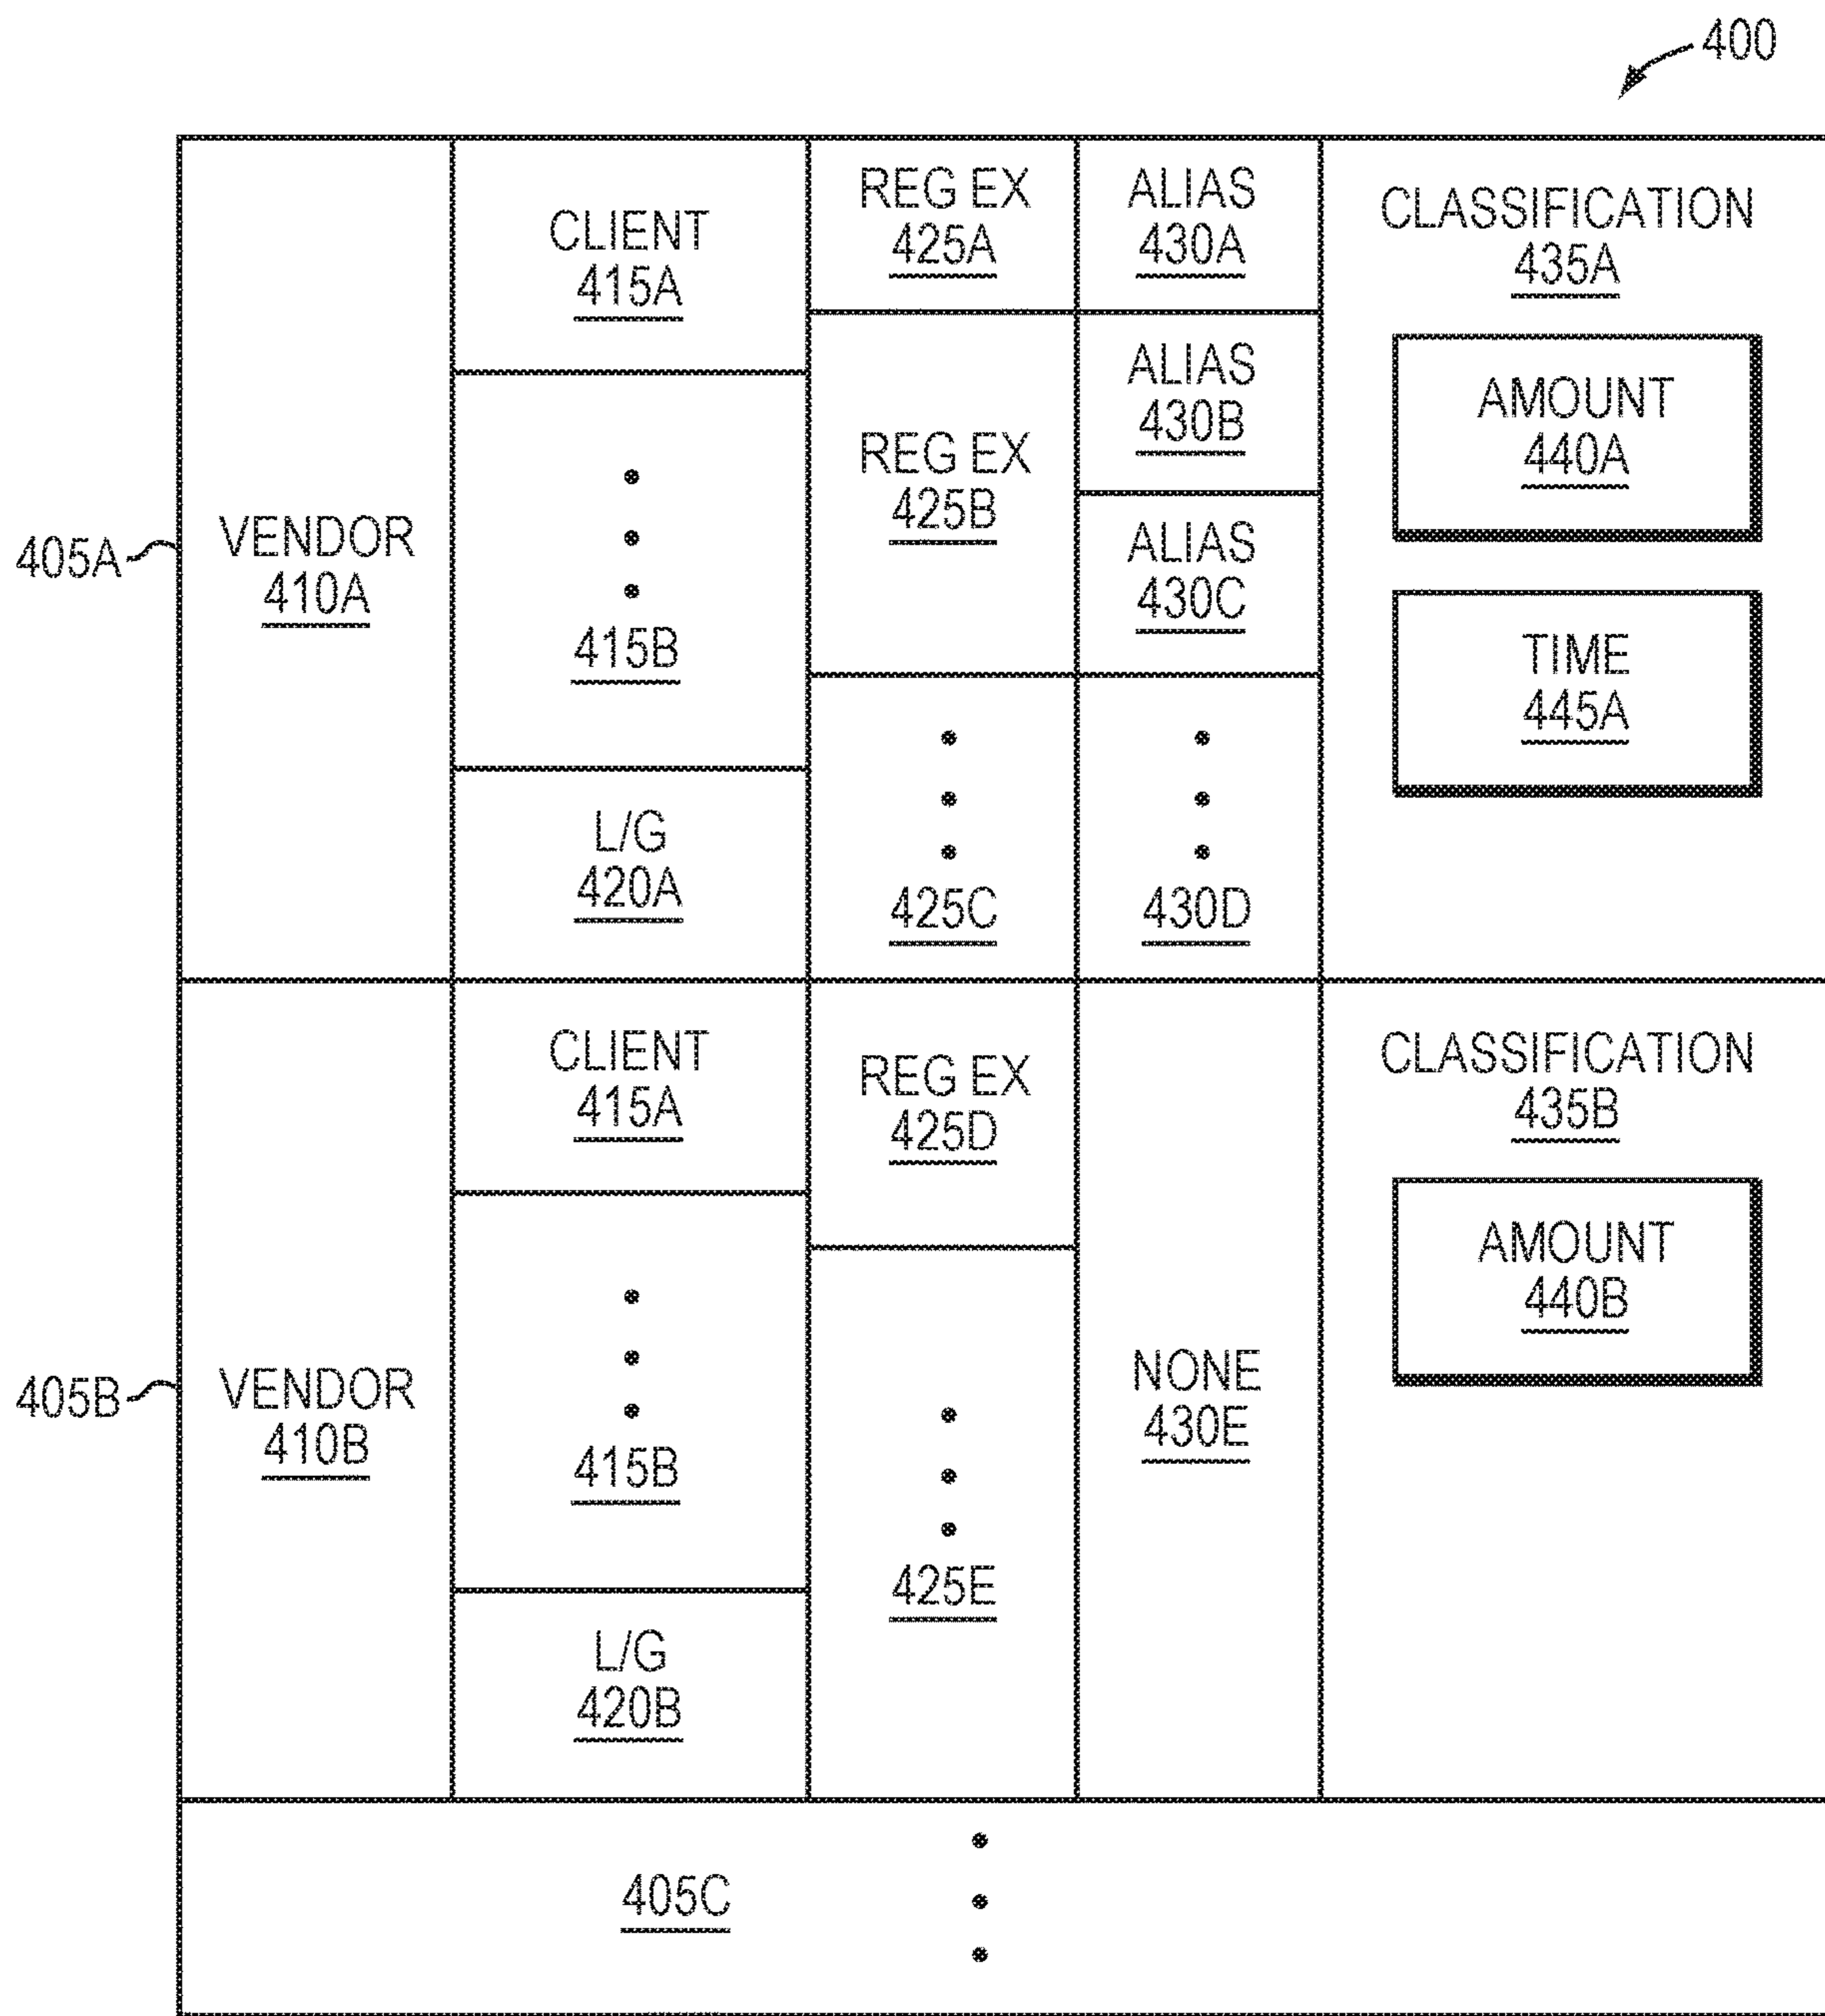 400
405A
VENDOR
410A
CLIENT
415A
415B
L/G
420A
REG EX
425A
REG EX
425B
425C
ALIAS
430A
ALIAS
430B
ALIAS
430C
430D
CLASSIFICATION
435A
AMOUNT
440A
TIME
445A
405B
VENDOR
410B
CLIENT
415A
415B
L/G
420B
REG EX
425D
425E
NONE
430E
CLASSIFICATION
435B
AMOUNT
440B
405C